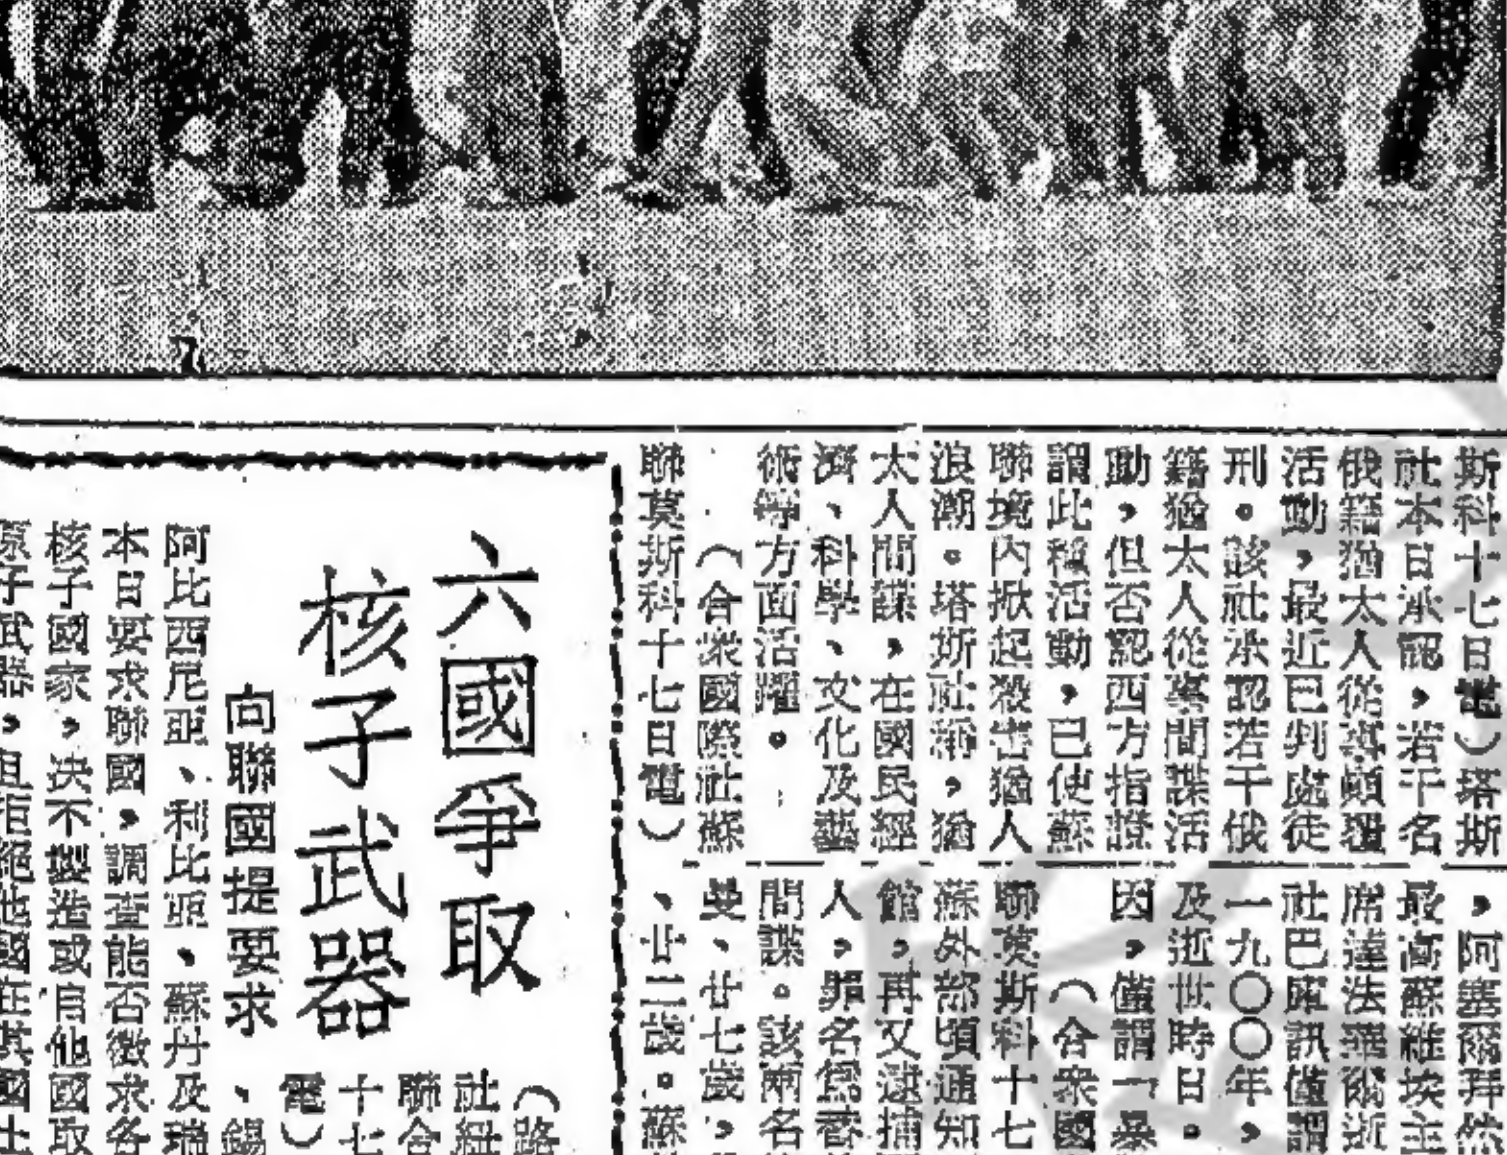 斯科十七日電）塔斯
社本日承認，若干名
俄籍猶太人從事顛覆
活動，最近已判處徒
刑。該社承認若干俄
籍猶太人從事間諜活
動，但否認西方指證
謂此種活動，已使蘇
聯境內掀起殺害猶人
浪潮。塔斯社稱，猶
太人間諜，在國民經
濟、科學、文化及藝
術等方面活躍。
（合衆國際社蘇
聯莫斯科十七日電）
，阿塞爾拜然
最高蘇維埃主
席達法
社巴庫訊僅謂
一九〇〇年，
及逝世時日。
因，僅謂一暴
（合衆國
聯莫斯科十七
蘇外部頃通知
館，再又逮捕
人，罪名爲
間諜。該兩名
曼、廿七歲，
、廿二歲。蘇
六國爭取
核子武器
向聯國提要求
（路
社紐
聯合
十七
電）
、錫
阿比西尼亞、利比亞、蘇丹及瑞
本日要求聯國，調查能否徵求各
核子國家，決不製造或自他國取
原子武器，且拒絕他國在其國土